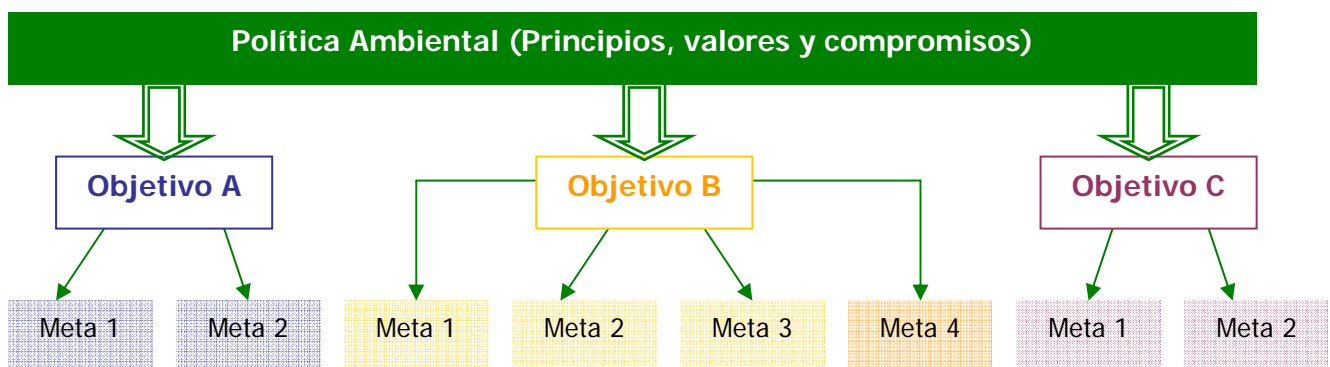 Política Ambiental (Principios, valores y compromisos)
Objetivo A
Objetivo B
Objetivo C
Meta 1
Meta 2
Meta 1
Meta 2
Meta 3
Meta 4
Meta 1
Meta 2